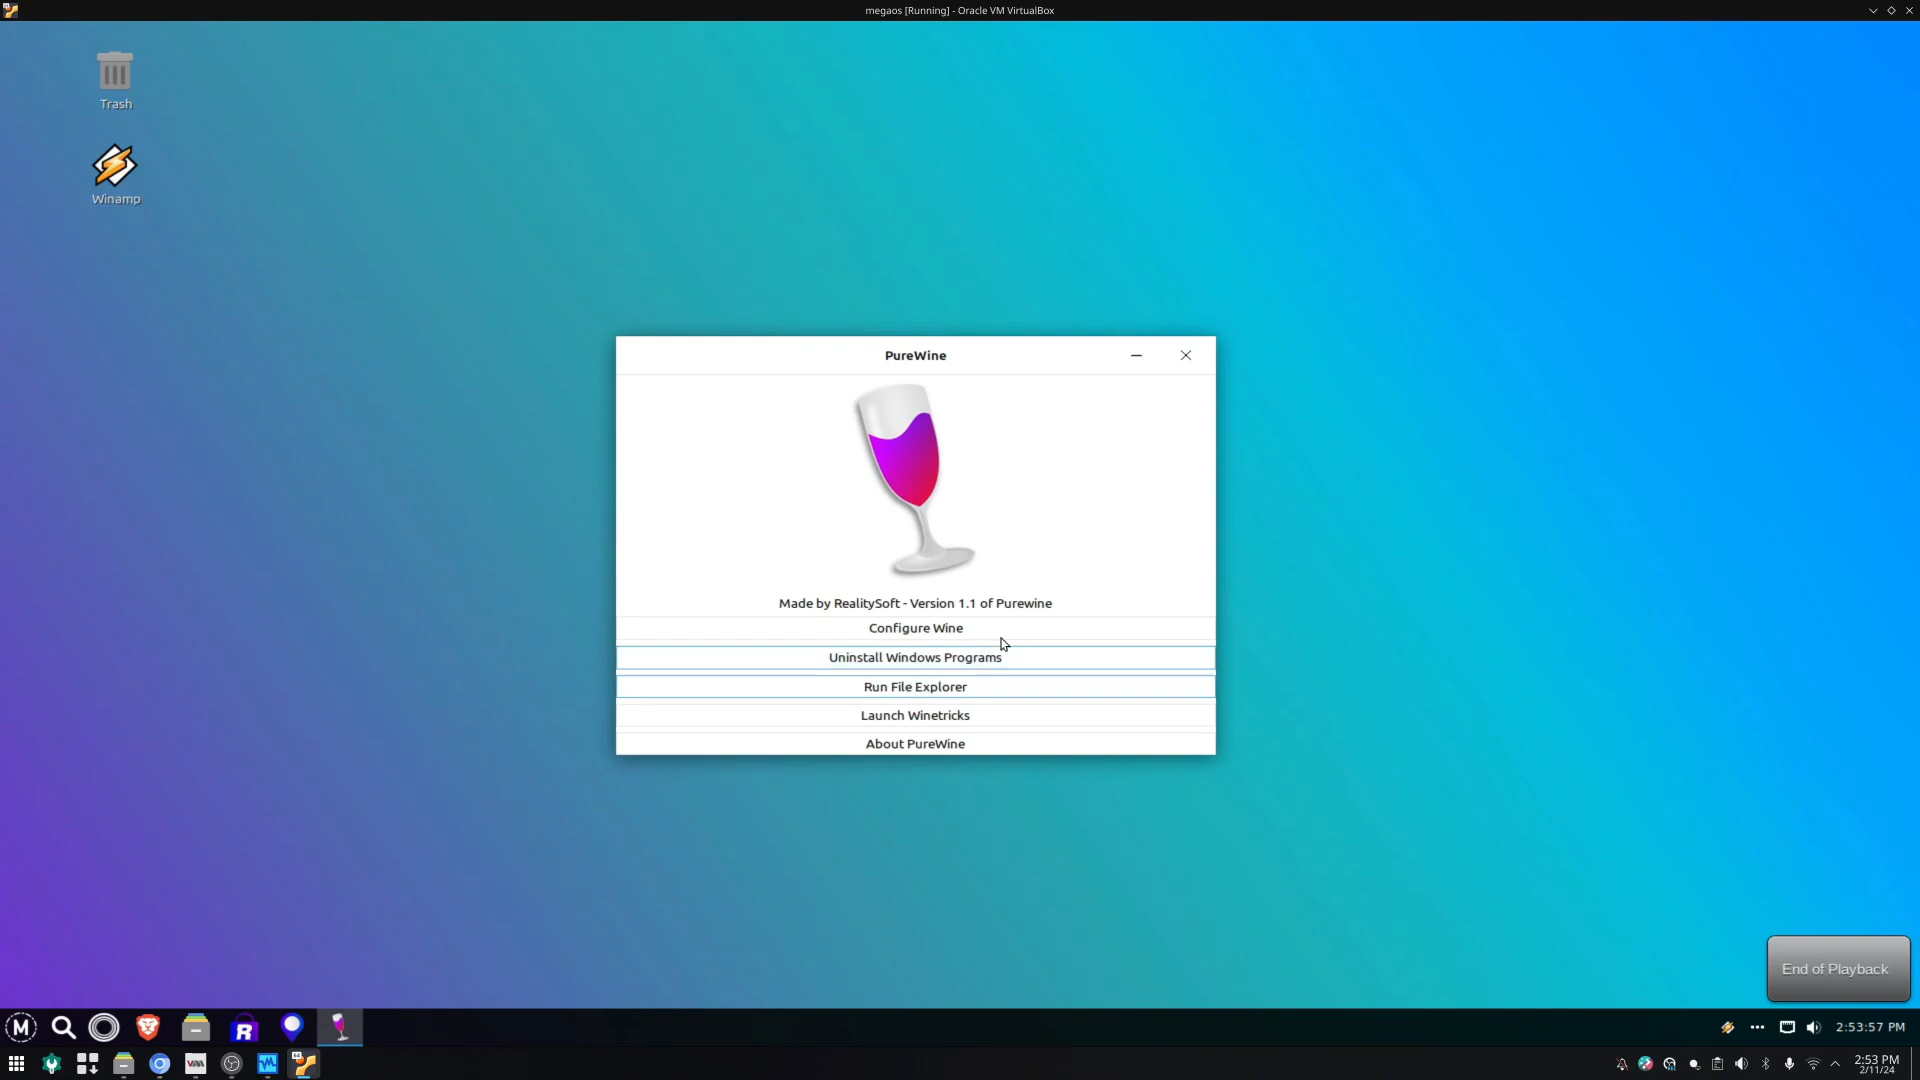 megaos [Running] - Oracle VM VirtualBox
Trash
Winamp
PureWine
Made by RealitySoft - Version 1.1 of Purewine
Configure Wine
Uninstall Windows Programs
Run File Explorer
Launch Winetricks
About PureWine
End of Playback
M
R
2:53:57 PM
64
2:53 PM
2/11/24